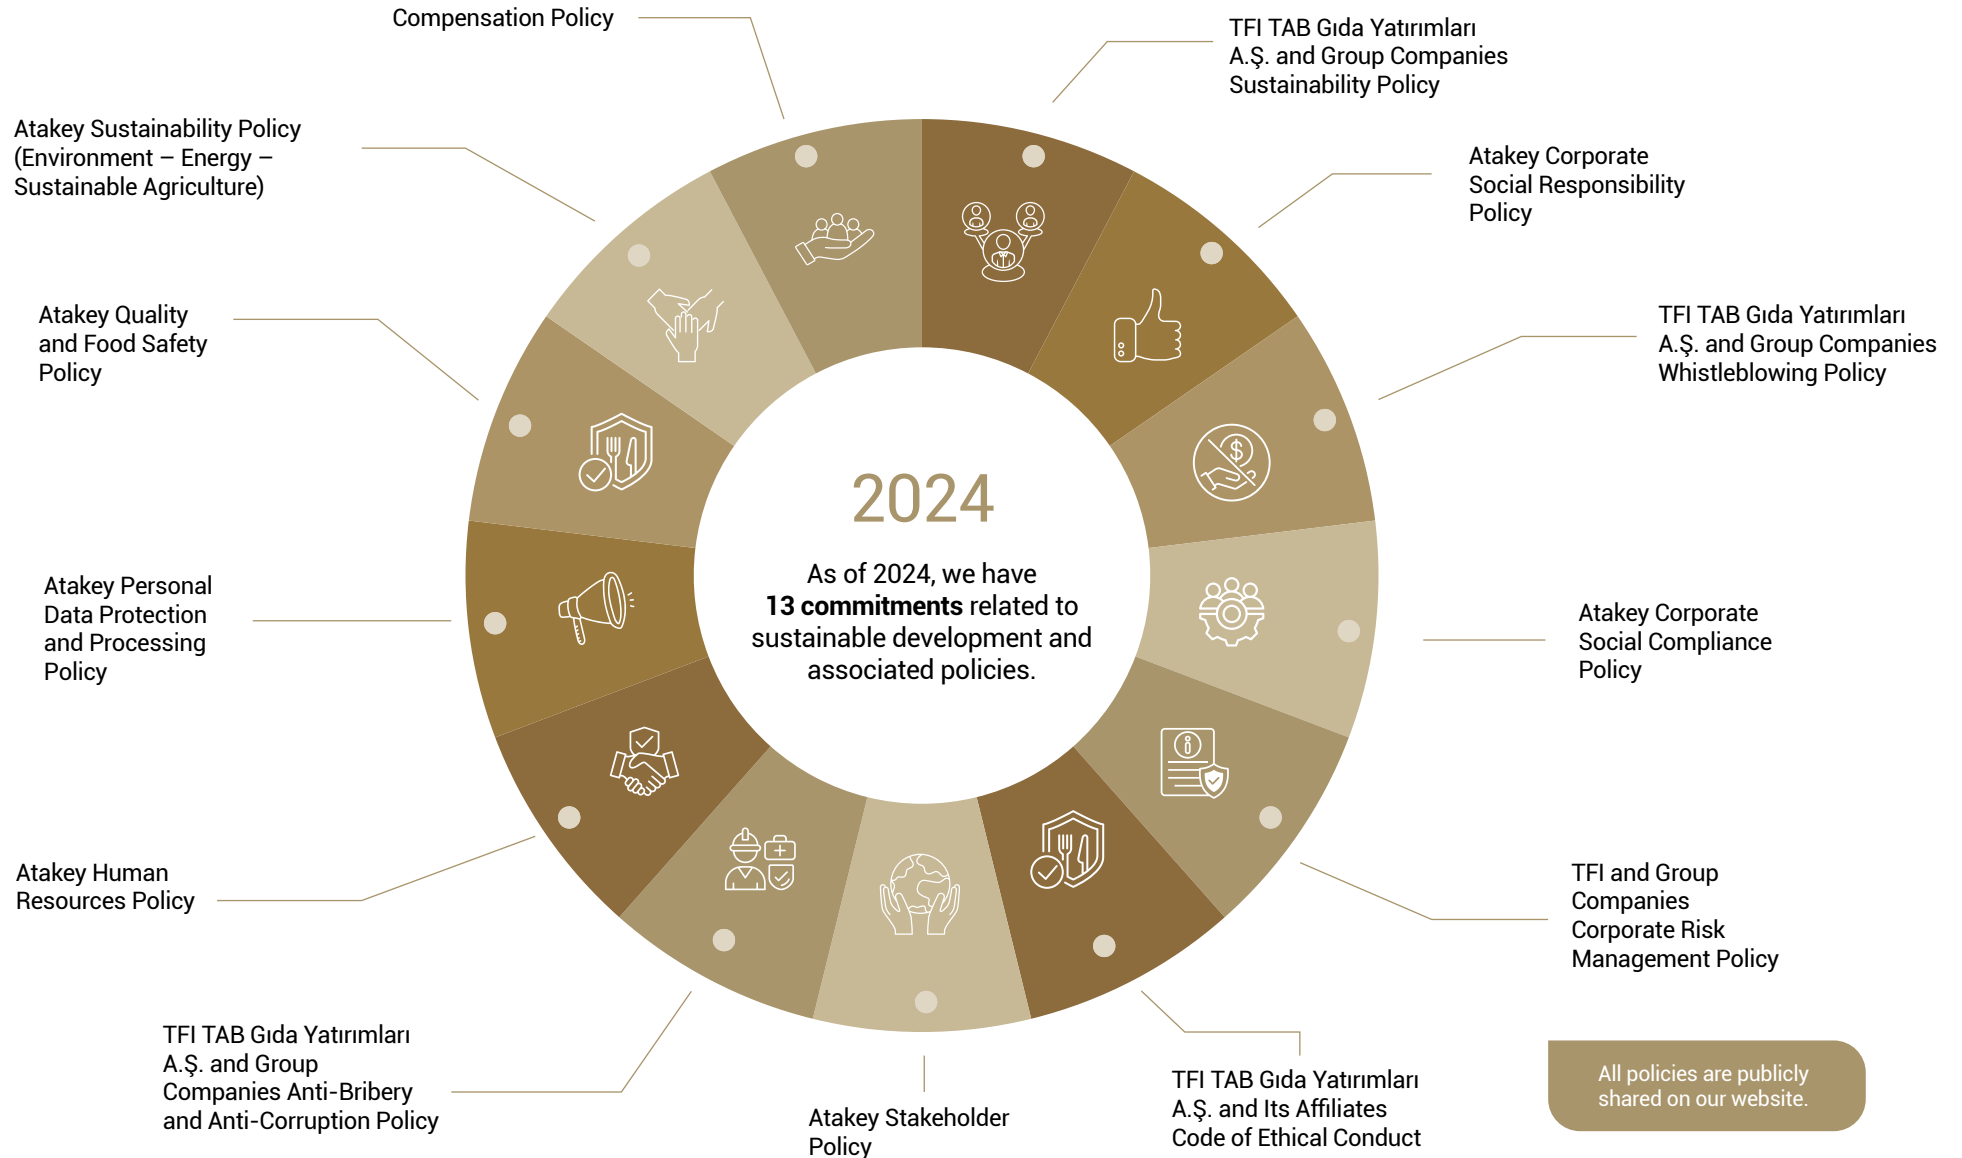 Compensation Policy
TFI TAB Gıda Yatırımları
A.Ş. and Group Companies
Sustainability Policy
Atakey Corporate
Social Responsibility
Policy
TFI TAB Gıda Yatırımları
A.Ş. and Group Companies
Whistleblowing Policy
Atakey Corporate
Social Compliance
Policy
TFI and Group
Companies
Corporate Risk
Management Policy
TFI TAB Gıda Yatırımları
A.Ş. and Its Affiliates
Code of Ethical Conduct
Atakey Stakeholder
Policy
TFI TAB Gıda Yatırımları
A.Ş. and Group
Companies Anti-Bribery
and Anti-Corruption Policy
Atakey Human
Resources Policy
Atakey Personal
Data Protection
and Processing
Policy
Atakey Quality
and Food Safety
Policy
Atakey Sustainability Policy
(Environment – Energy –
Sustainable Agriculture)
2024
As of 2024, we have
13 commitments related to
sustainable development and
associated policies.
All policies are publicly
shared on our website.